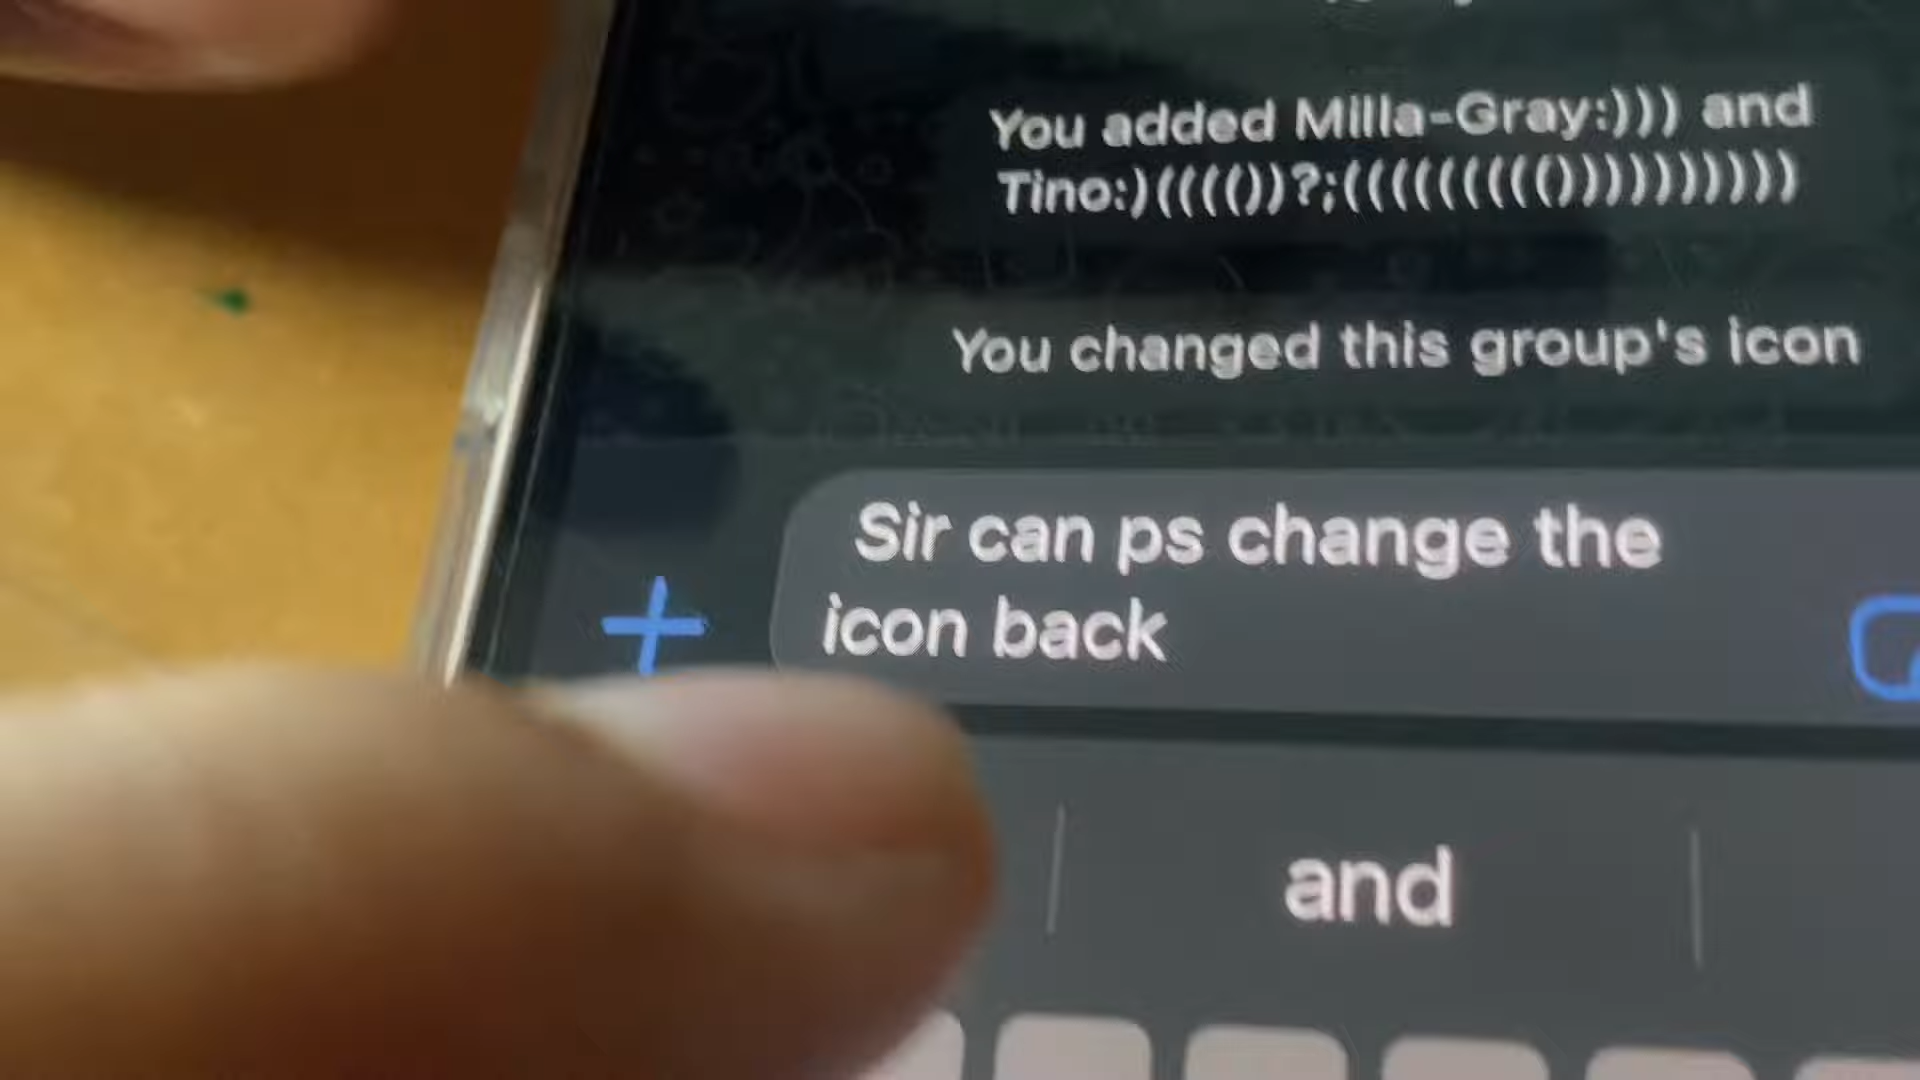 You added Milla-Gray:))) and
Tino:)(((())?;(((((((((())))))))))
You changed this group's icon
Sir can ps change the
icon back
and